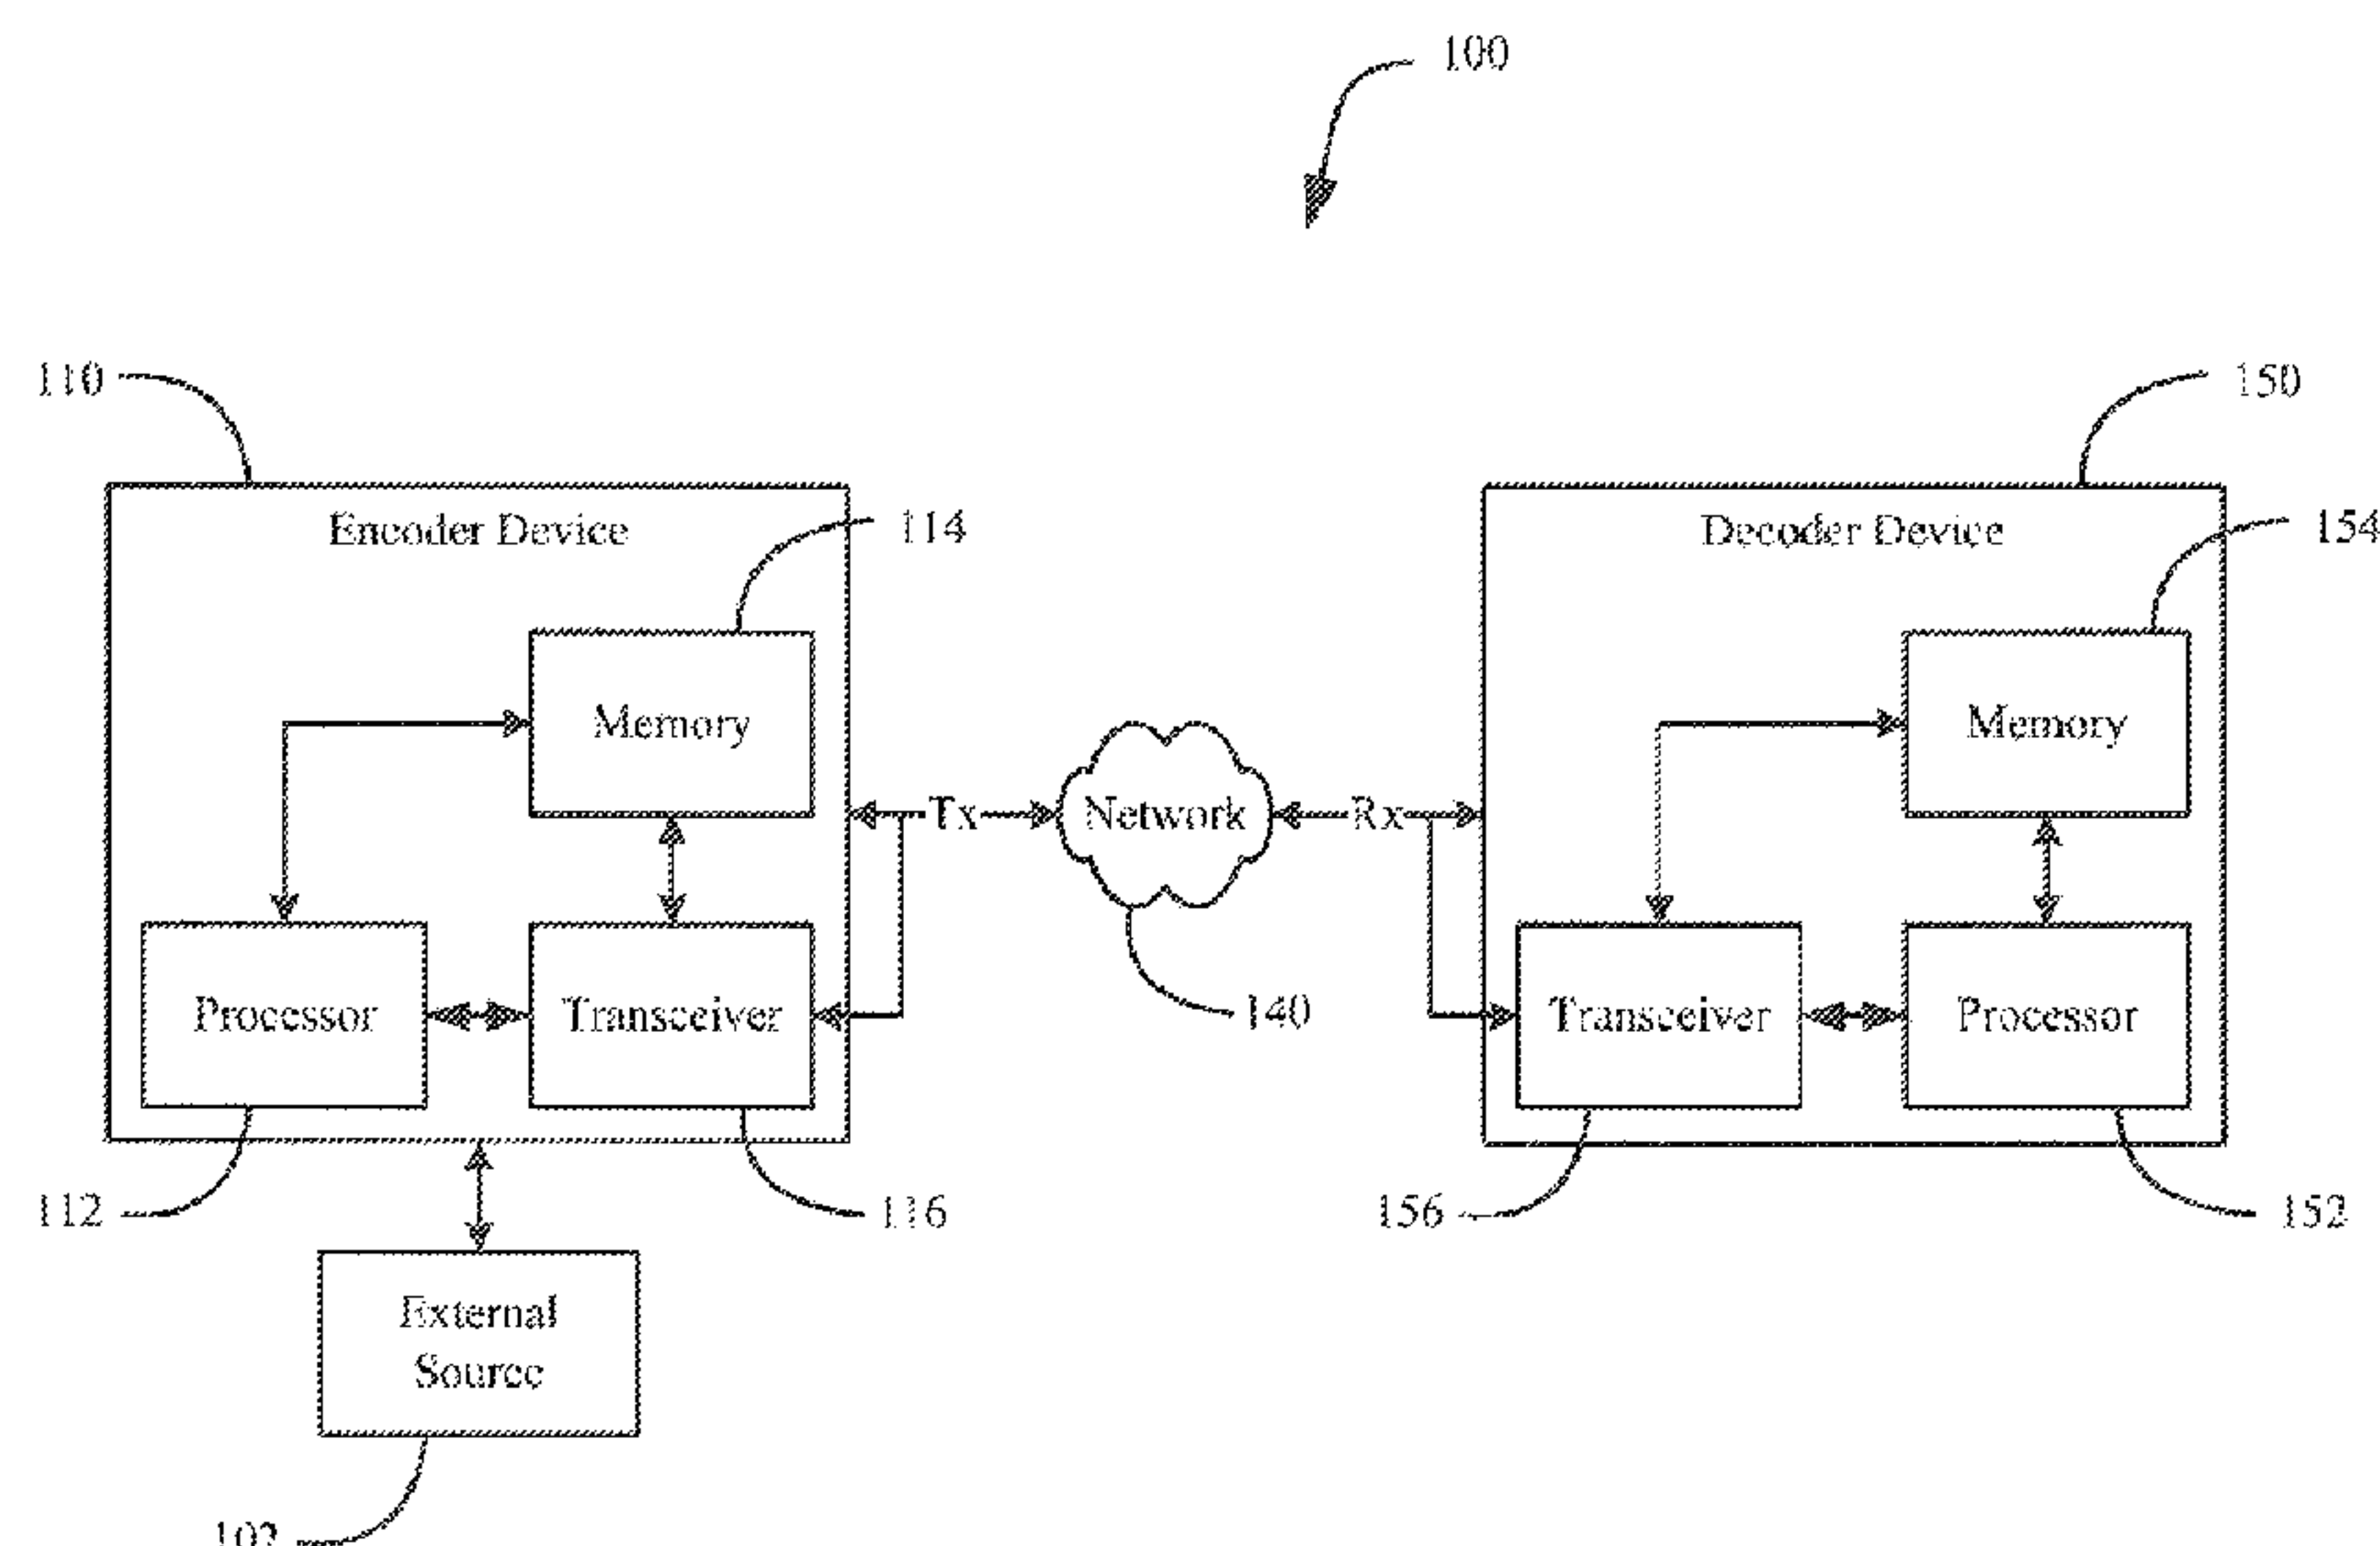 100
110
150
Encoder Device
114
Decoder Device
154
Memory
Memory
Tx
Network
Rx
Processor
Transceiver
140
Transceiver
Processor
112
116
156
152
External
Source
102